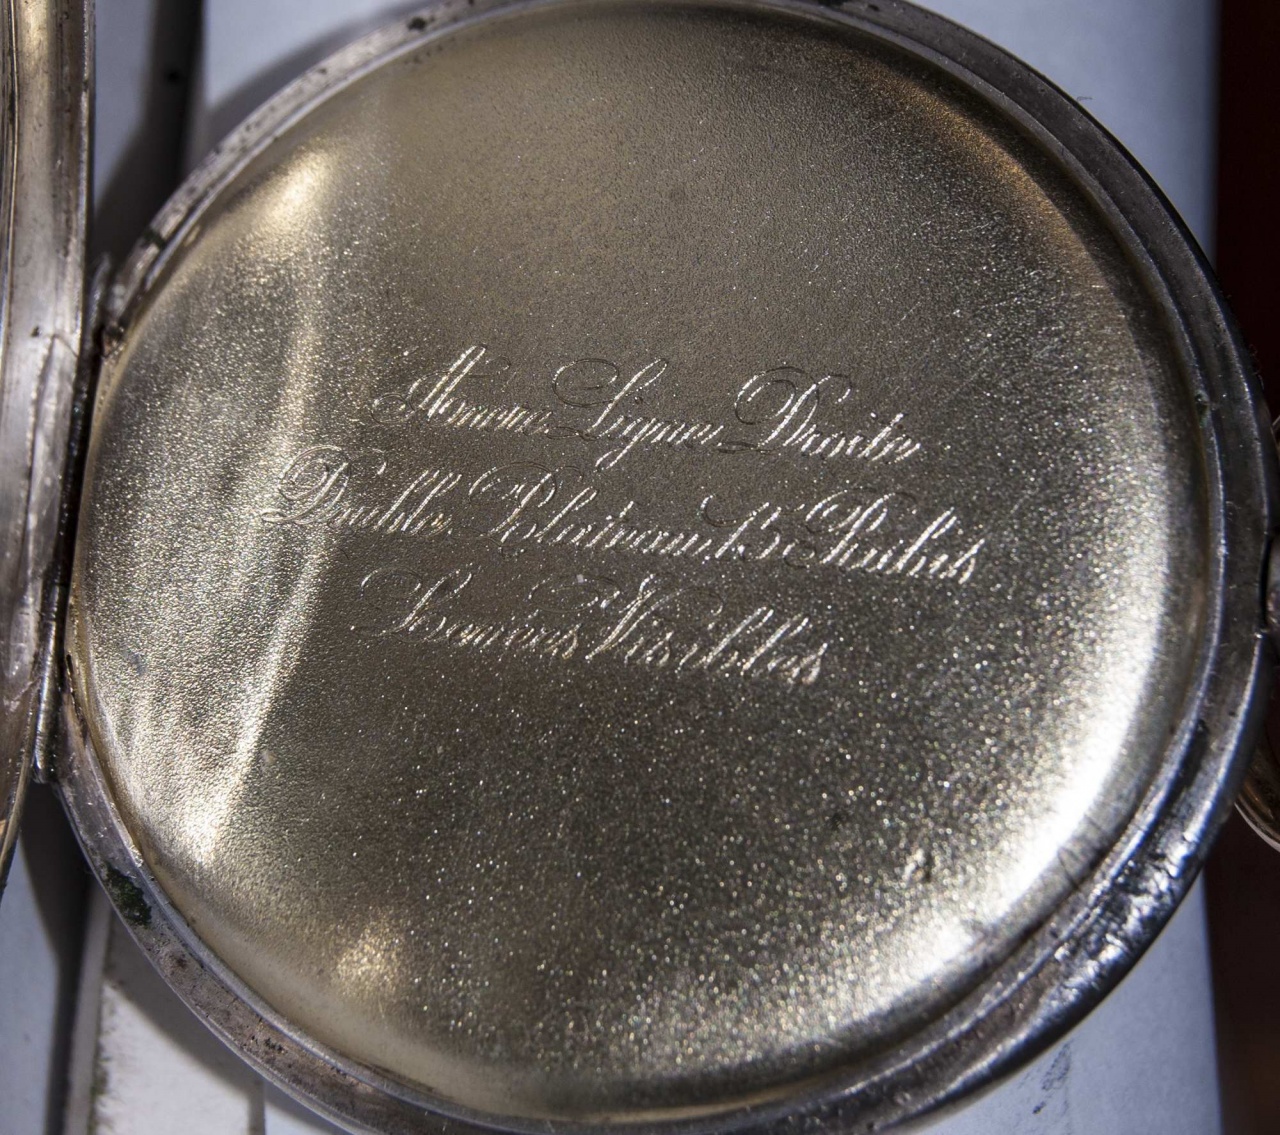 Ancre Ligne Droite
Double Plateau 15 Rubis
Levées Visibles